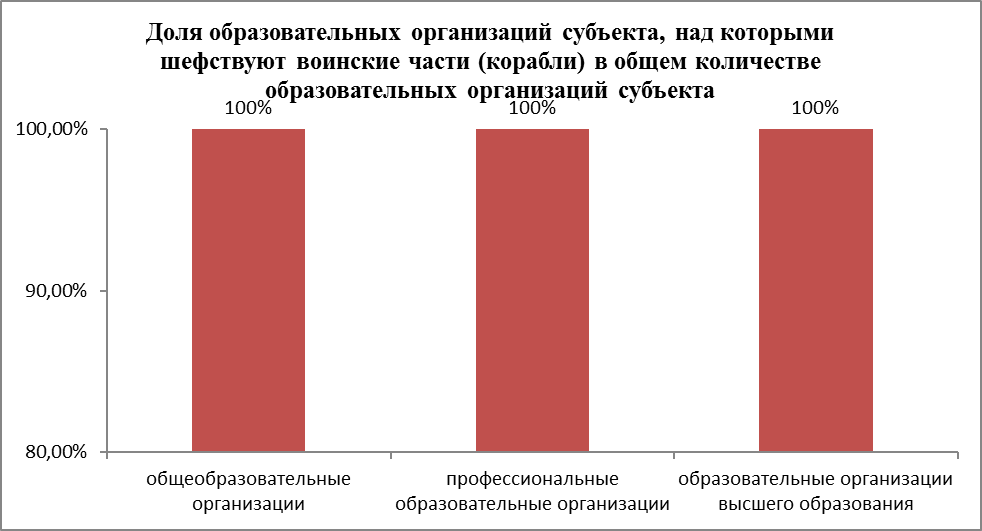 Доля образовательных организаций субъекта, над которыми
шефствуют воинские части (корабли) в общем количестве
образовательных организаций субъекта
100%
100%
100%
100,00%
90,00%
80,00%
общеобразовательные
организации
профессиональные
образовательные организации
образовательные организации
высшего образования